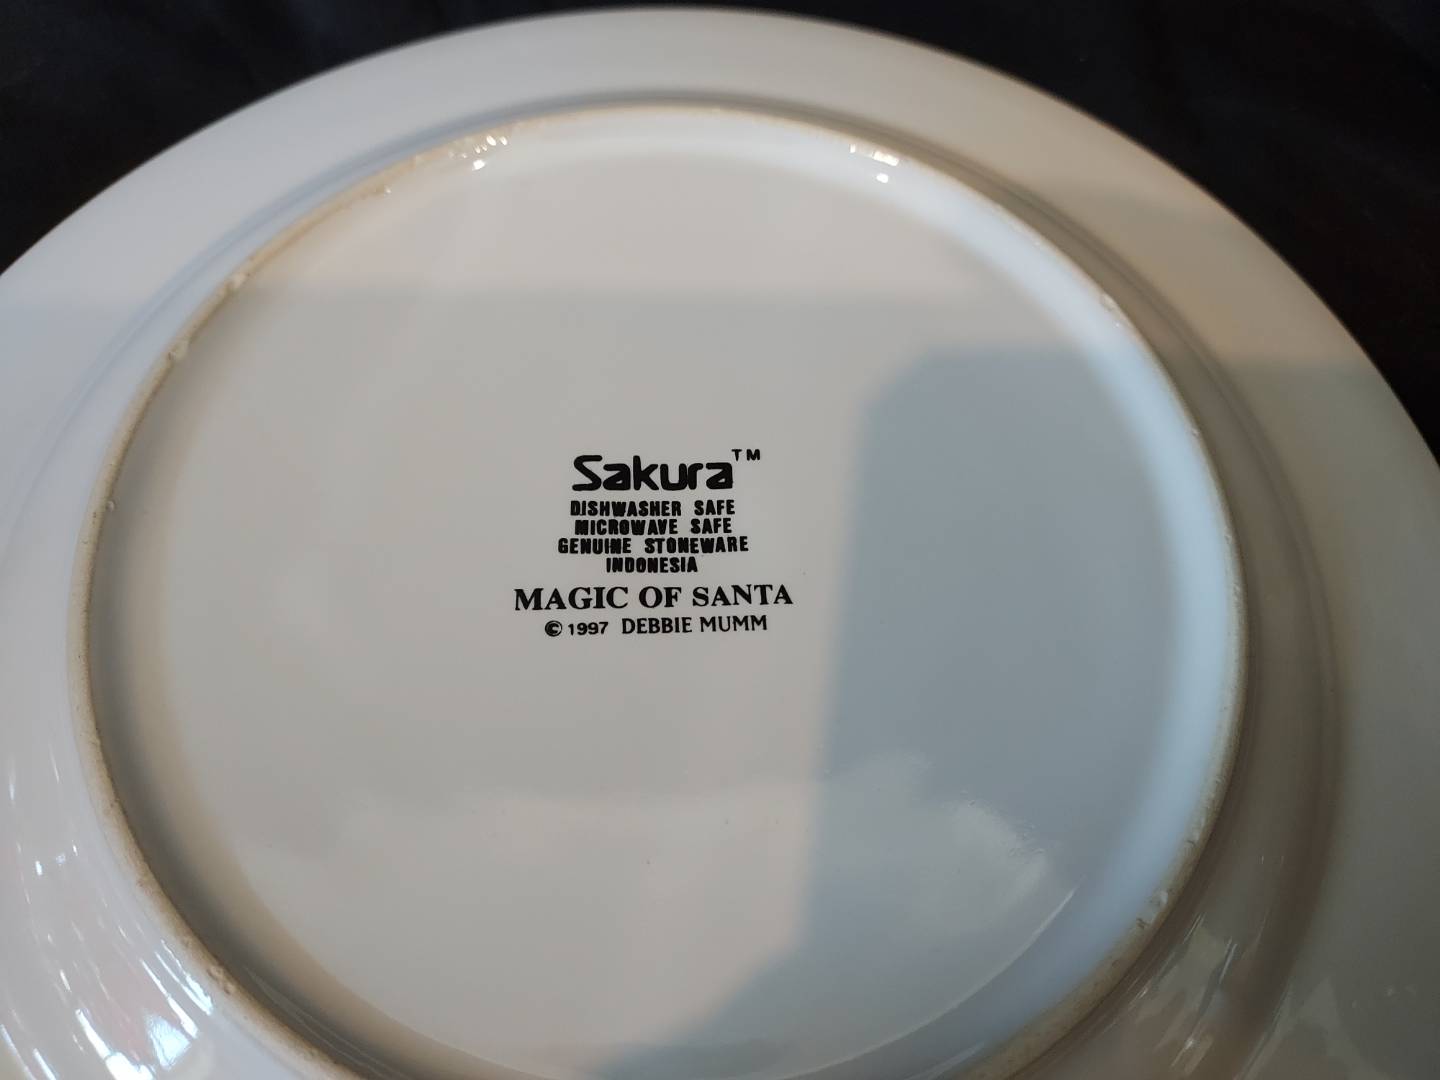 Sakura™
DISHWASHER SAFE
MICROWAVE SAFE
GENUINE STONEWARE
INDONESIA
MAGIC OF SANTA
© 1997 DEBBIE MUMM